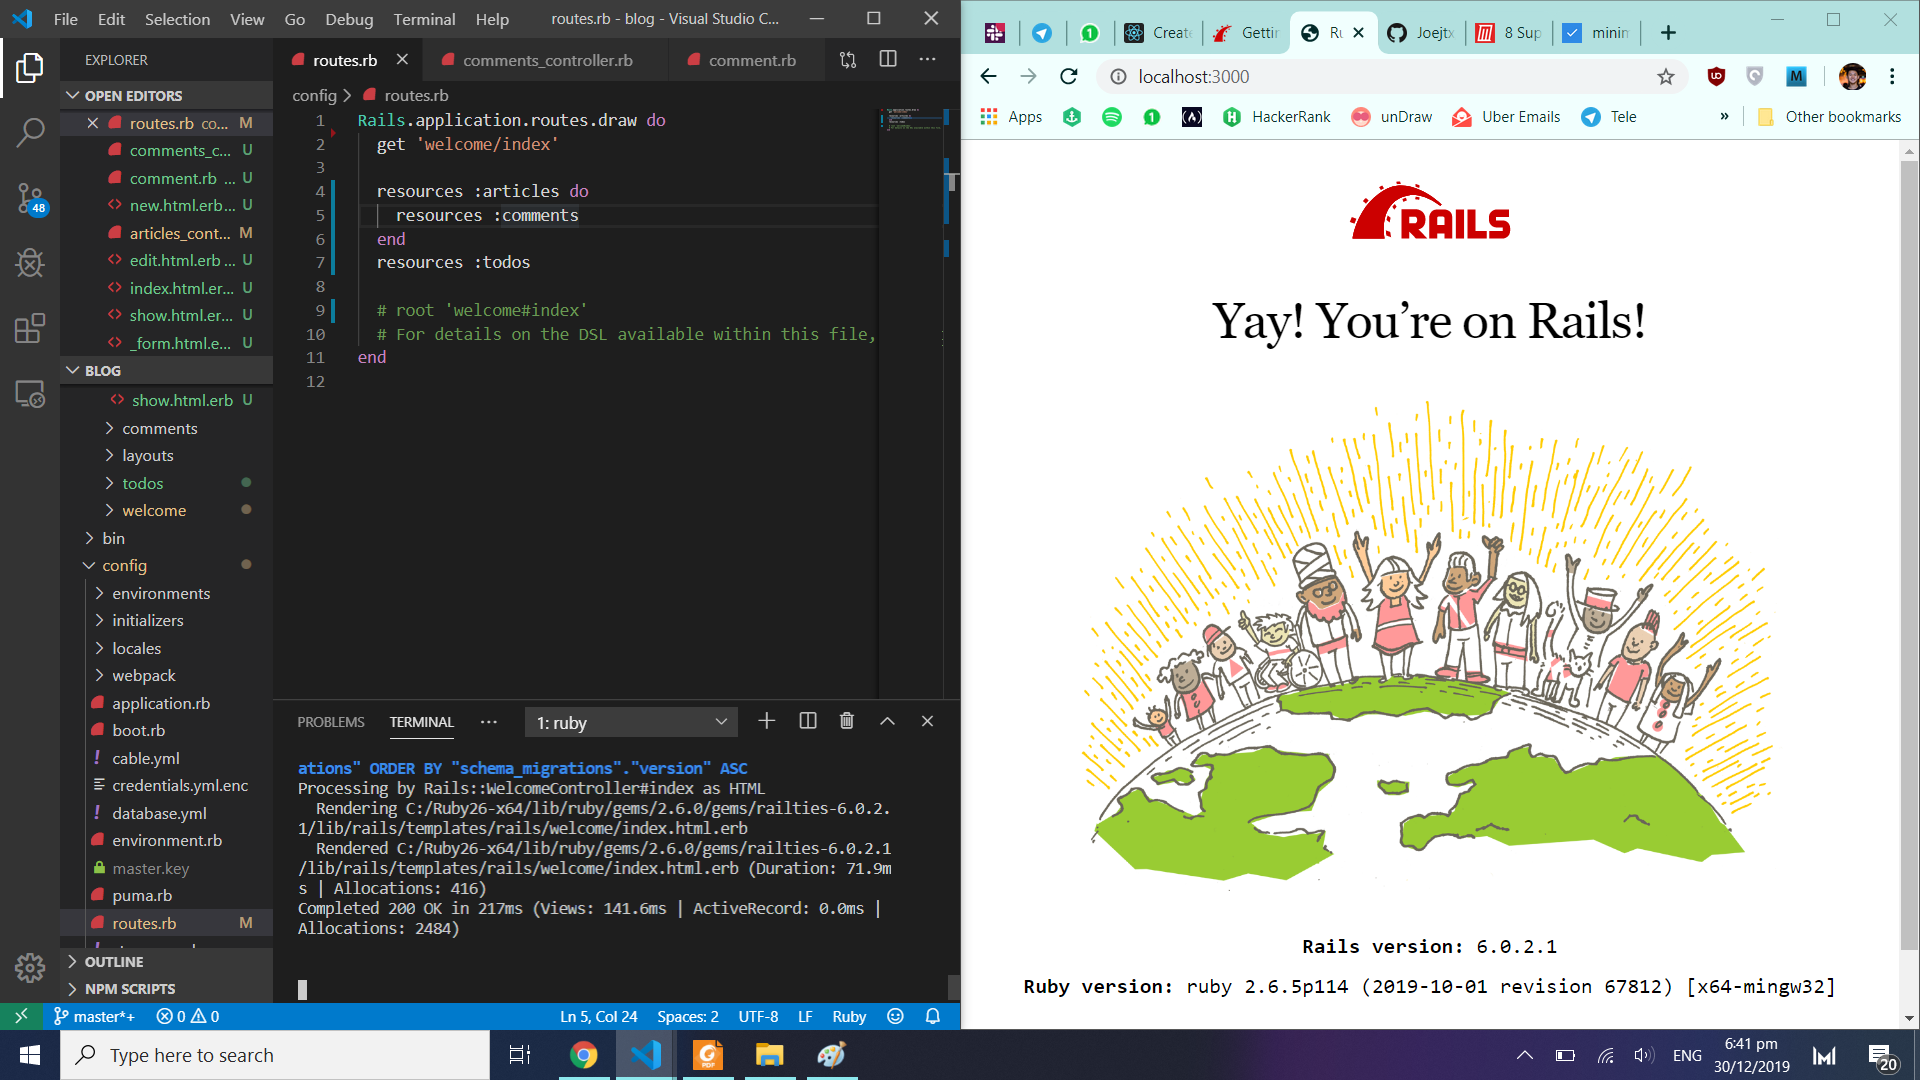 File Edit Selection View Go Debug Terminal Help routes.rb - blog - Visual Studio C...
EXPLORER
OPEN EDITORS
routes.rb co... M
comments_c... U
comment.rb ... U
new.html.erb... U
articles_cont... M
edit.html.erb ... U
index.html.er... U
show.html.er... U
_form.html.e... U
48
BLOG
show.html.erb U
comments
layouts
todos
welcome
bin
config
environments
initializers
locales
webpack
application.rb
boot.rb
cable.yml
credentials.yml.enc
database.yml
environment.rb
master.key
puma.rb
routes.rb M
OUTLINE
NPM SCRIPTS
routes.rb comments_controller.rb comment.rb
config > routes.rb
1 Rails.application.routes.draw do
2 get 'welcome/index'
3
4 resources :articles do
5 resources :comments
6 end
7 resources :todos
8
9 # root 'welcome#index'
10 # For details on the DSL available within this file,
11 end
12
PROBLEMS TERMINAL ... 1: ruby
ations" ORDER BY "schema_migrations"."version" ASC
Processing by Rails::WelcomeController#index as HTML
Rendering C:/Ruby26-x64/lib/ruby/gems/2.6.0/gems/railties-6.0.2.
1/lib/rails/templates/rails/welcome/index.html.erb
Rendered C:/Ruby26-x64/lib/ruby/gems/2.6.0/gems/railties-6.0.2.1
/lib/rails/templates/rails/welcome/index.html.erb (Duration: 71.9m
s | Allocations: 416)
Completed 200 OK in 217ms (Views: 141.6ms | ActiveRecord: 0.0ms |
Allocations: 2484)
master*+ 0 0 Ln 5, Col 24 Spaces: 2 UTF-8 LF Ruby
1 Create Gettin Ru Joejtx 8 Sup minim
localhost:3000
Apps HackerRank unDraw Uber Emails Tele » Other bookmarks
RAILS
Yay! You’re on Rails!
Rails version: 6.0.2.1
Ruby version: ruby 2.6.5p114 (2019-10-01 revision 67812) [x64-mingw32]
Type here to search
ENG
6:41 pm
30/12/2019
20